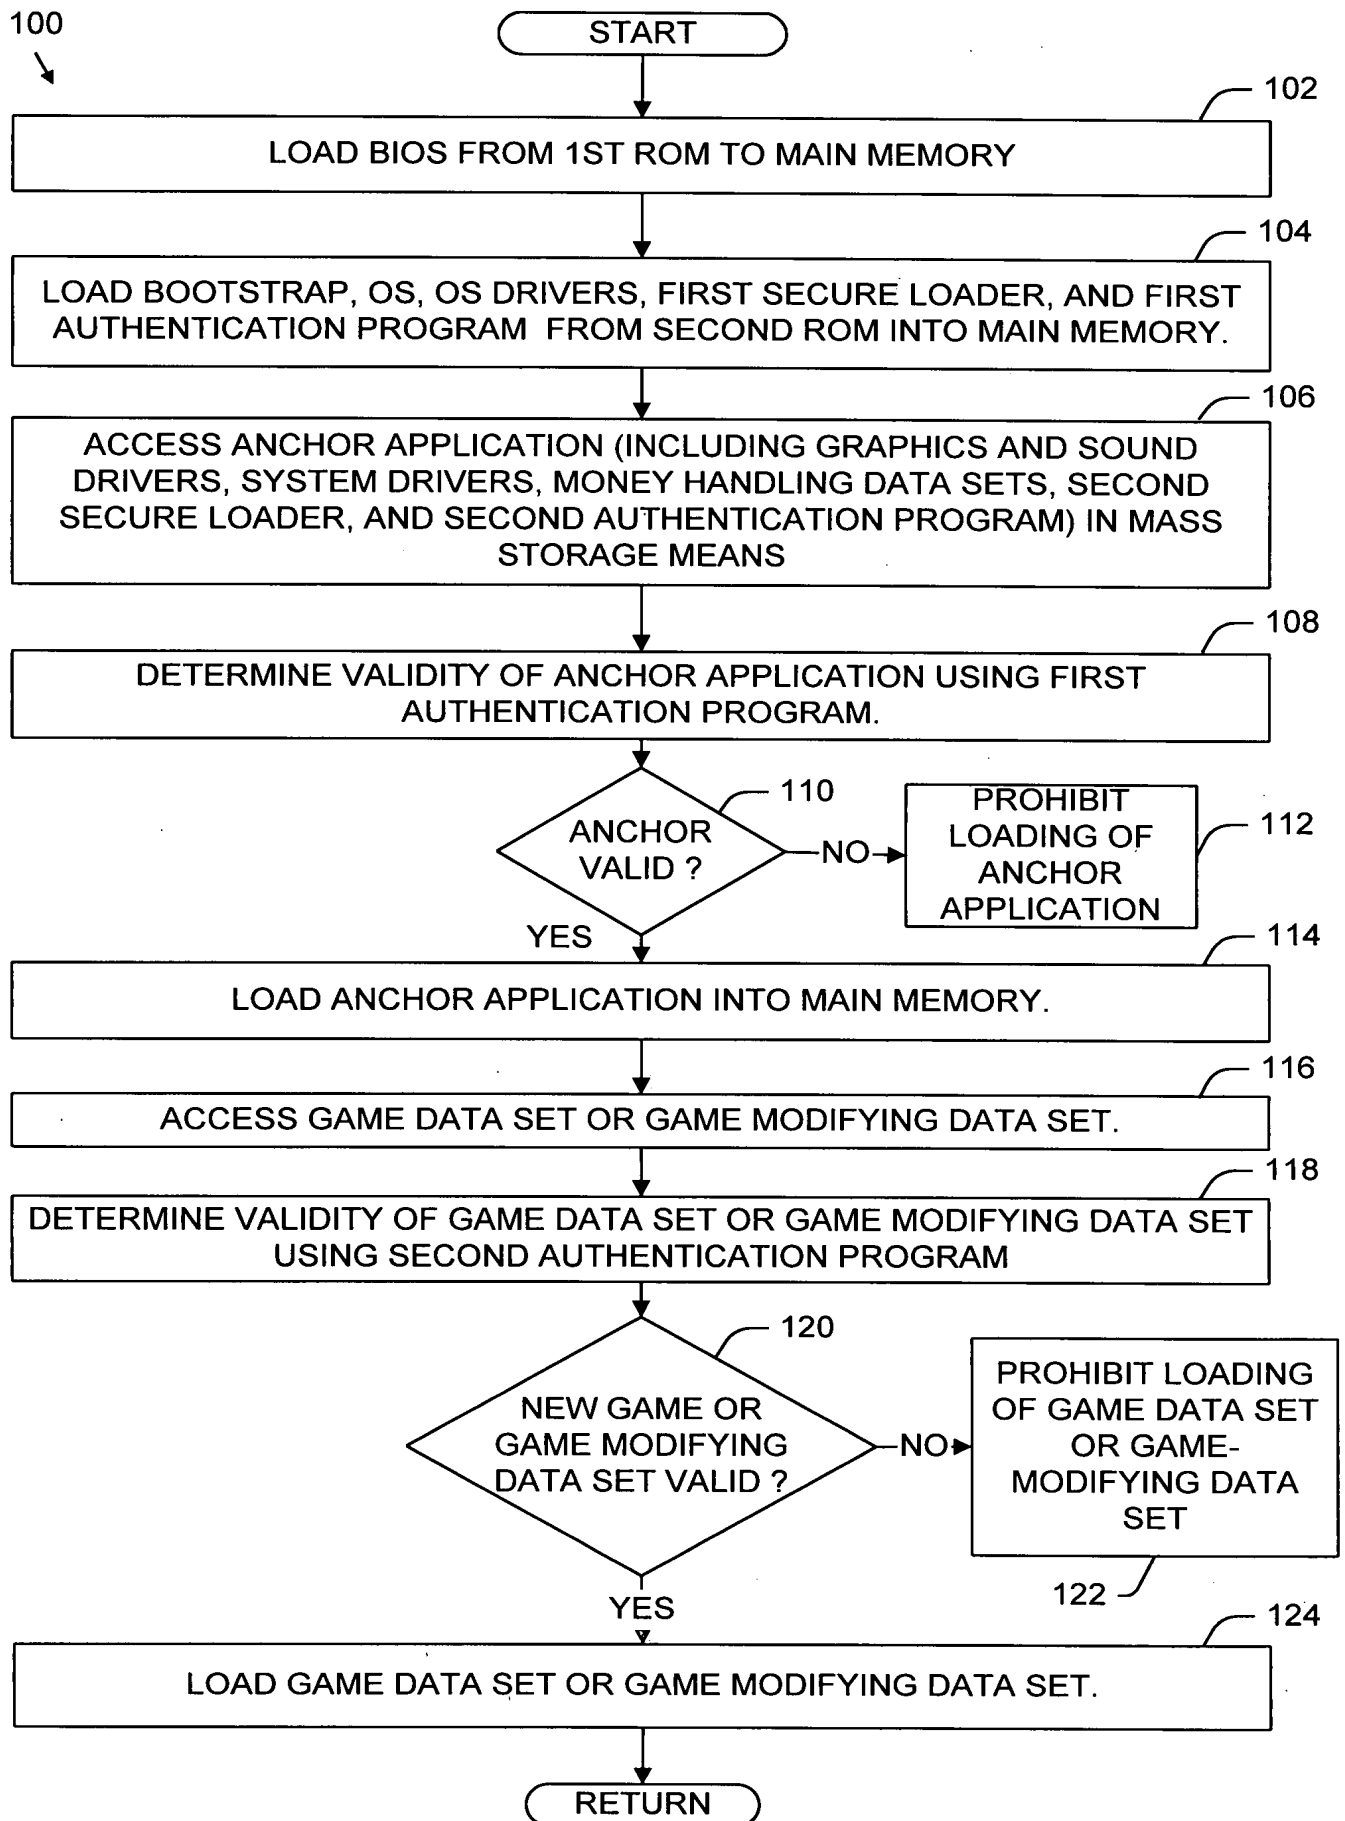 100
START
102
LOAD BIOS FROM 1ST ROM TO MAIN MEMORY
104
LOAD BOOTSTRAP, OS, OS DRIVERS, FIRST SECURE LOADER, AND FIRST
AUTHENTICATION PROGRAM FROM SECOND ROM INTO MAIN MEMORY.
106
ACCESS ANCHOR APPLICATION (INCLUDING GRAPHICS AND SOUND
DRIVERS, SYSTEM DRIVERS, MONEY HANDLING DATA SETS, SECOND
SECURE LOADER, AND SECOND AUTHENTICATION PROGRAM) IN MASS
STORAGE MEANS
108
DETERMINE VALIDITY OF ANCHOR APPLICATION USING FIRST
AUTHENTICATION PROGRAM.
110
ANCHOR
VALID ?
NO
PROHIBIT
LOADING OF
ANCHOR
APPLICATION
112
YES
114
LOAD ANCHOR APPLICATION INTO MAIN MEMORY.
116
ACCESS GAME DATA SET OR GAME MODIFYING DATA SET.
118
DETERMINE VALIDITY OF GAME DATA SET OR GAME MODIFYING DATA SET
USING SECOND AUTHENTICATION PROGRAM
120
NEW GAME OR
GAME MODIFYING
DATA SET VALID ?
NO
PROHIBIT LOADING
OF GAME DATA SET
OR GAME-
MODIFYING DATA
SET
122
YES
124
LOAD GAME DATA SET OR GAME MODIFYING DATA SET.
RETURN